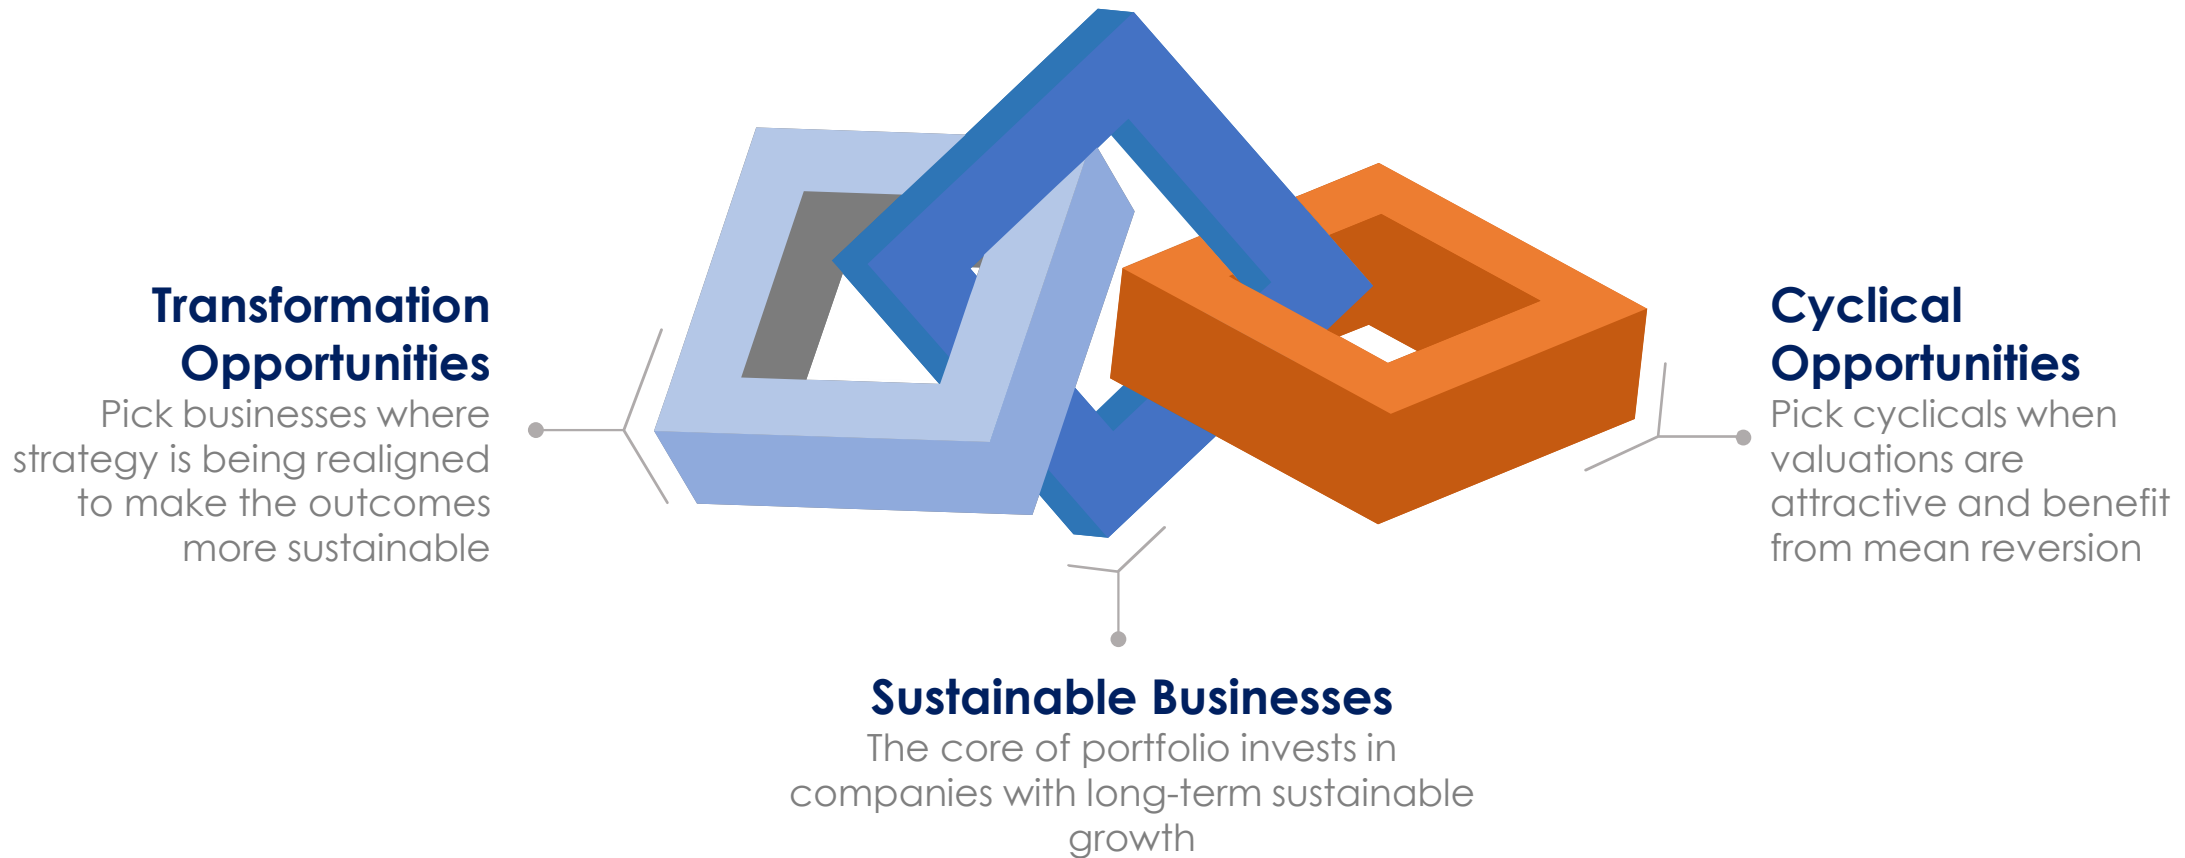 Transformation
Opportunities
Pick businesses where
strategy is being realigned
to make the outcomes
more sustainable
Cyclical
Opportunities
Pick cyclicals when
valuations are
attractive and benefit
from mean reversion
Sustainable Businesses
The core of portfolio invests in
companies with long-term sustainable
growth